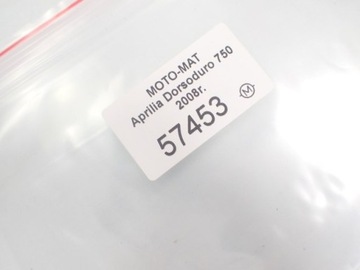 MOTO-MAT
Aprilia Dorsoduro 750
2008r.
57453
M